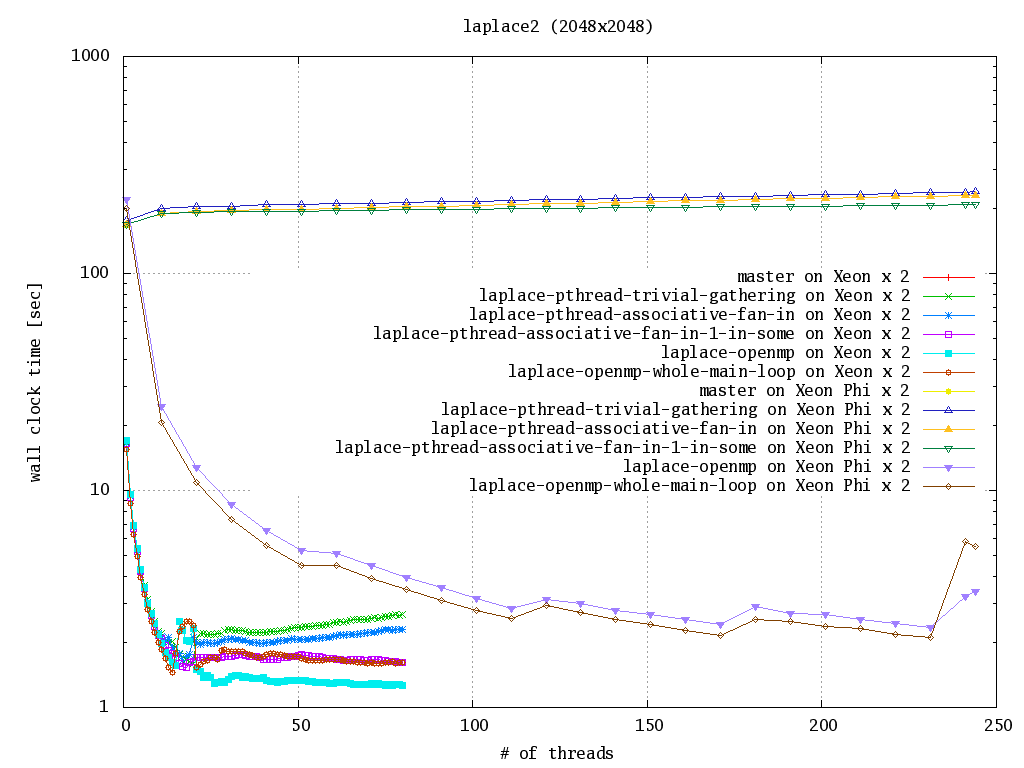 laplace2 (2048x2048)
1000
100
10
1
wall clock time [sec]
master on Xeon x 2
laplace-pthread-trivial-gathering on Xeon x 2
laplace-pthread-associative-fan-in on Xeon x 2
laplace-pthread-associative-fan-in-1-in-some on Xeon x 2
laplace-openmp on Xeon x 2
laplace-openmp-whole-main-loop on Xeon x 2
master on Xeon Phi x 2
laplace-pthread-trivial-gathering on Xeon Phi x 2
laplace-pthread-associative-fan-in on Xeon Phi x 2
laplace-pthread-associative-fan-in-1-in-some on Xeon Phi x 2
laplace-openmp on Xeon Phi x 2
laplace-openmp-whole-main-loop on Xeon Phi x 2
0 50 100 150 200 250
# of threads